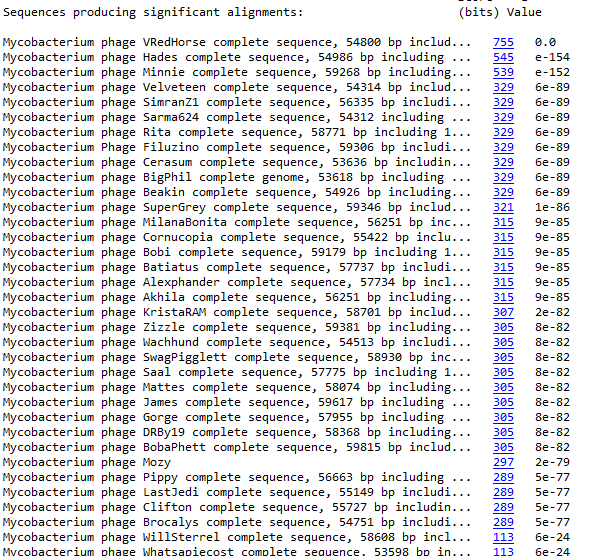 Sequences producing significant alignments: (bits) Value
Mycobacterium phage VRedHorse complete sequence, 54800 bp includ... 755 0.0
Mycobacterium phage Hades complete sequence, 54986 bp including ... 545 e-154
Mycobacterium phage Minnie complete sequence, 59268 bp including... 539 e-152
Mycobacterium phage Velveteen complete sequence, 54314 bp includ... 329 6e-89
Mycobacterium phage SimranZ1 complete sequence, 56335 bp includi... 329 6e-89
Mycobacterium phage Sarma624 complete sequence, 54312 including ... 329 6e-89
Mycobacterium phage Rita complete sequence, 58771 bp including 1... 329 6e-89
Mycobacterium Phage Filuzino complete sequence, 59306 bp includi... 329 6e-89
Mycobacterium phage Cerasum complete sequence, 53636 bp includin... 329 6e-89
Mycobacterium phage BigPhil complete genome, 53618 bp including ... 329 6e-89
Mycobacterium phage Beakin complete sequence, 54926 bp including... 329 6e-89
Mycobacterium phage SuperGrey complete sequence, 59346 bp includ... 321 1e-86
Mycobacterium phage MilanaBonita complete sequence, 56251 bp inc... 315 9e-85
Mycobacterium phage Cornucopia complete sequence, 55422 bp inclu... 315 9e-85
Mycobacterium phage Bobi complete sequence, 59179 bp including 1... 315 9e-85
Mycobacterium phage Batiatus complete sequence, 57737 bp includi... 315 9e-85
Mycobacterium phage Alexphander complete sequence, 57734 bp incl... 315 9e-85
Mycobacterium phage Akhila complete sequence, 56251 bp including... 315 9e-85
Mycobacterium phage KristaRAM complete sequence, 58701 bp includ... 307 2e-82
Mycobacterium phage Zizzle complete sequence, 59381 bp including... 305 8e-82
Mycobacterium phage Wachhund complete sequence, 54513 bp includi... 305 8e-82
Mycobacterium phage SwagPigglett complete sequence, 58930 bp inc... 305 8e-82
Mycobacterium phage Saal complete sequence, 57775 bp including 1... 305 8e-82
Mycobacterium phage Mattes complete sequence, 58074 bp including... 305 8e-82
Mycobacterium phage James complete sequence, 59617 bp including ... 305 8e-82
Mycobacterium phage Gorge complete sequence, 57955 bp including ... 305 8e-82
Mycobacterium phage DRBy19 complete sequence, 58368 bp including... 305 8e-82
Mycobacterium phage BobaPhett complete sequence, 59815 bp includ... 305 8e-82
Mycobacterium phage Mozy 297 2e-79
Mycobacterium phage Pippy complete sequence, 56663 bp including ... 289 5e-77
Mycobacterium phage LastJedi complete sequence, 55149 bp includi... 289 5e-77
Mycobacterium phage Clifton complete sequence, 55727 bp includin... 289 5e-77
Mycobacterium phage Brocalys complete sequence, 54751 bp includi... 289 5e-77
Mycobacterium phage WillSterrel complete sequence, 58608 bp incl... 113 6e-24
Mycobacterium phage Whatsapiecost complete sequence, 53598 bp in... 113 6e-24